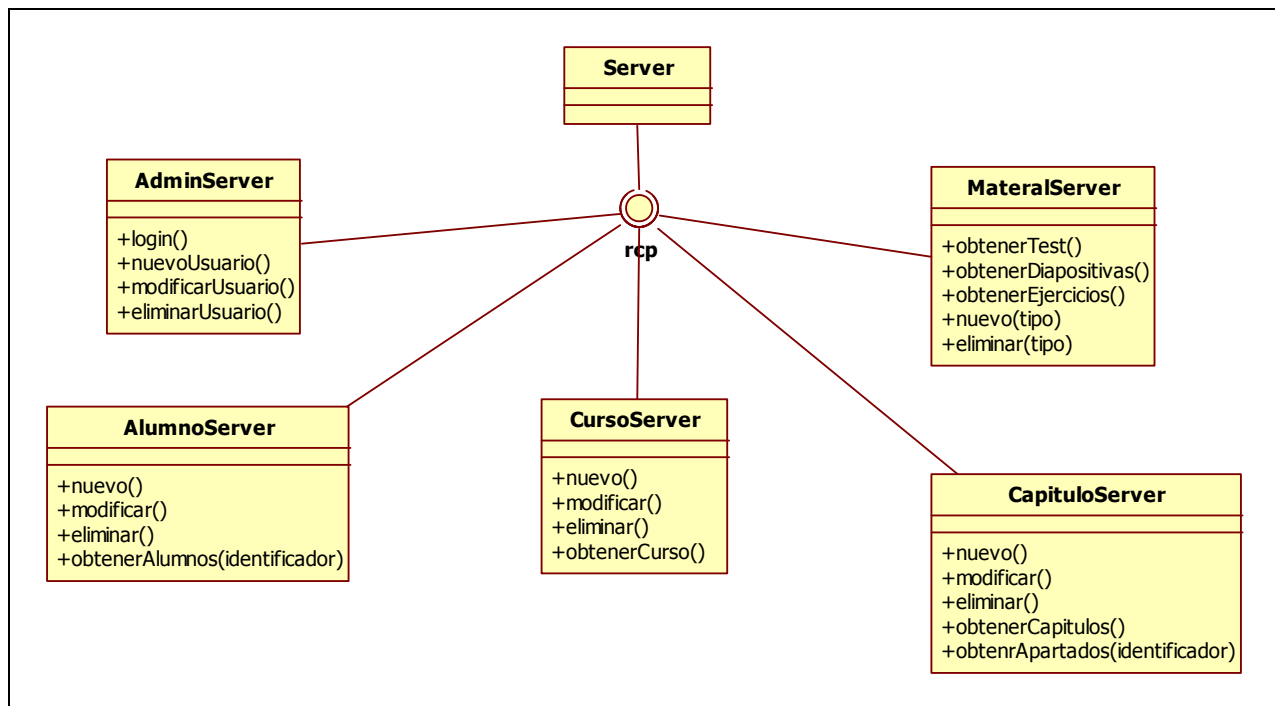 Server
rcp
AdminServer
+login()
+nuevoUsuario()
+modificarUsuario()
+eliminarUsuario()
MateralServer
+obtenerTest()
+obtenerDiapositivas()
+obtenerEjercicios()
+nuevo(tipo)
+eliminar(tipo)
AlumnoServer
+nuevo()
+modificar()
+eliminar()
+obtenerAlumnos(identificador)
CursoServer
+nuevo()
+modificar()
+eliminar()
+obtenerCurso()
CapituloServer
+nuevo()
+modificar()
+eliminar()
+obtenerCapitulos()
+obtenrApartados(identificador)